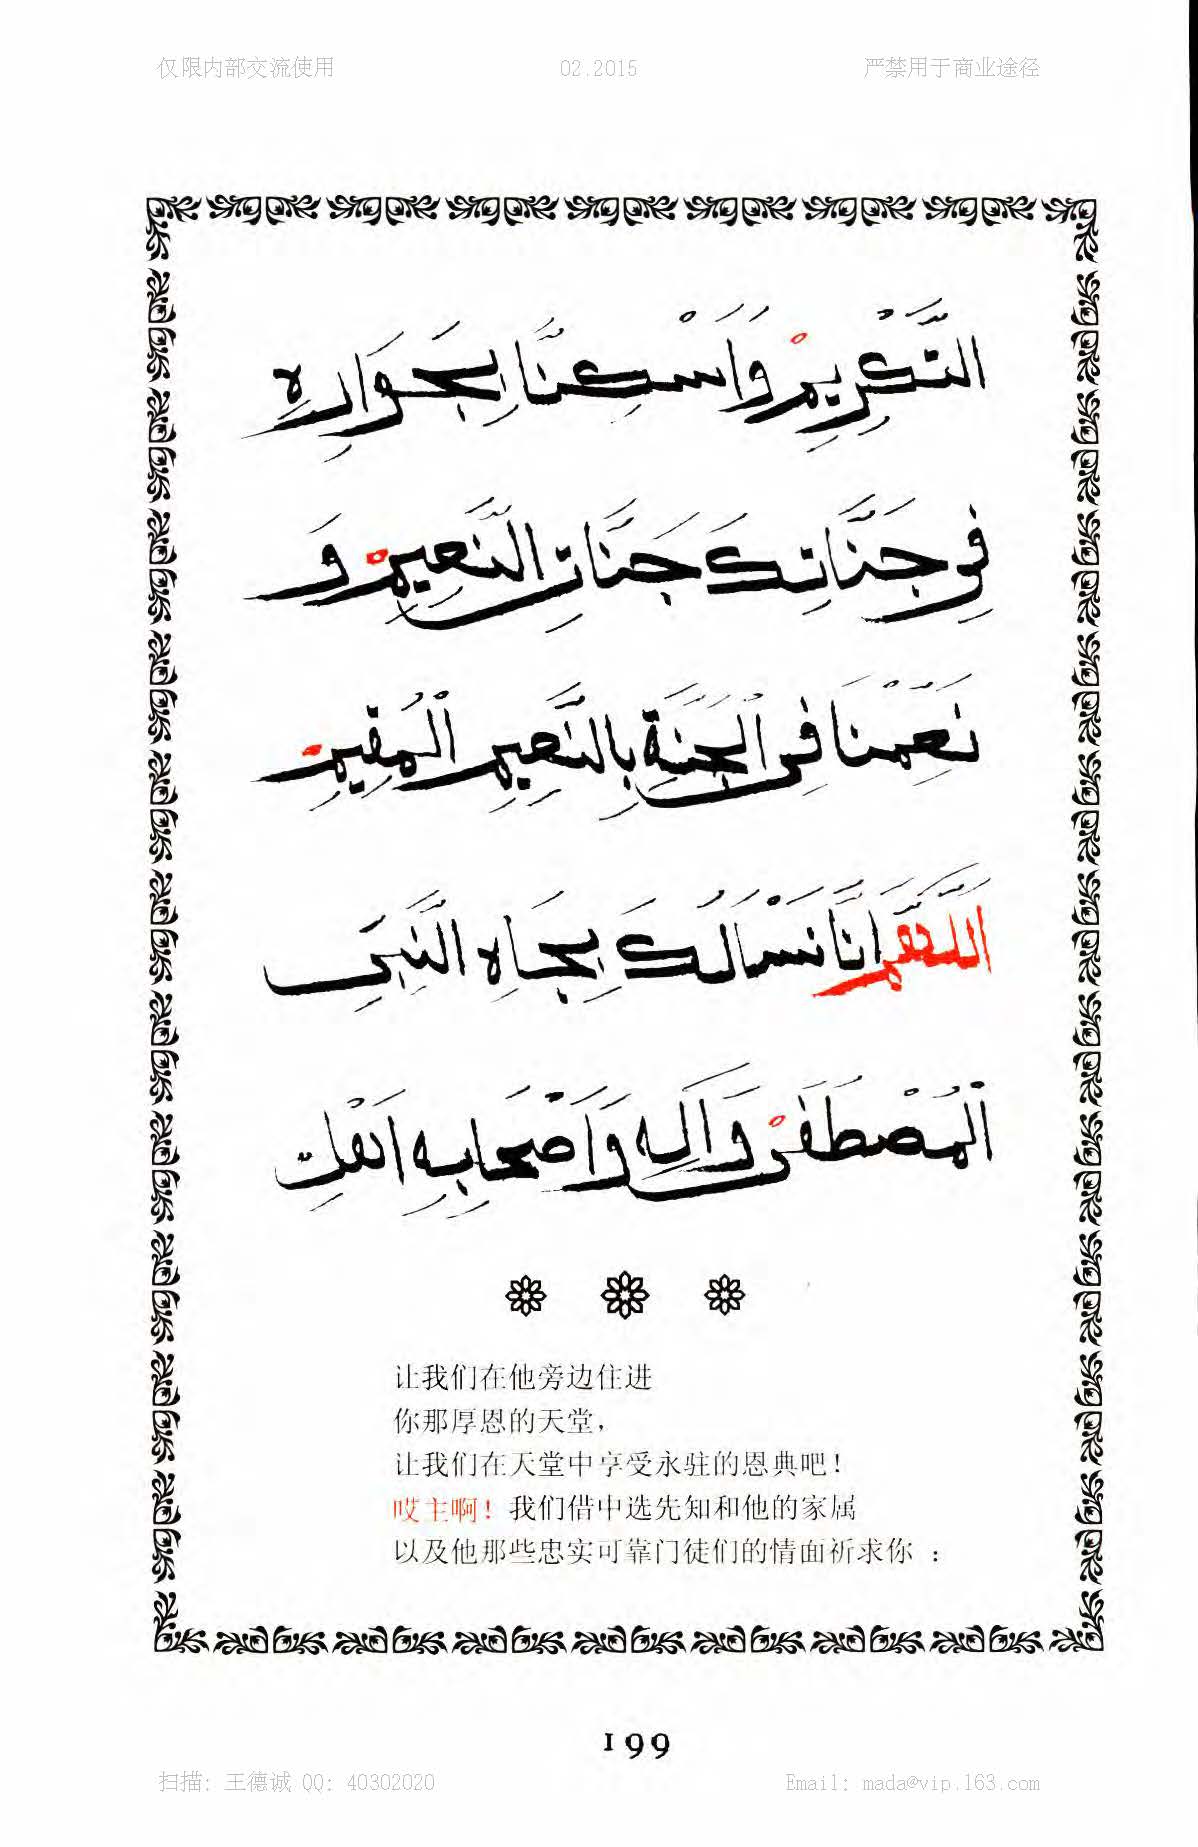 仅限内部交流使用 02.2015 严禁用于商业途径
التَّكْرِيمِ وَاَسْكِنَّا بِجَوَارِهِ
فِي جَنَّاتِكَ جَنَّاتِ النَّعِيمِ وَ
نَعِّمْنَا فِي الْجَنَّةِ بِالنَّعِيمِ الْمُقِيمِ
اَللَّهُمَّ اِنَّا نَسْاَلُكَ بِجَاهِ النَّبِيِّ
الْمُصْطَفَى وَآلِهِ وَاَصْحَابِهِ اَهْلِ
让我们在他旁边住进
你那厚恩的天堂，
让我们在天堂中享受永驻的恩典吧！
哎主啊！我们借中选先知和他的家属
以及他那些忠实可靠门徒们的情面祈求你：
199
扫描：王德诚 QQ：40302020 Email：mada@vip.163.com